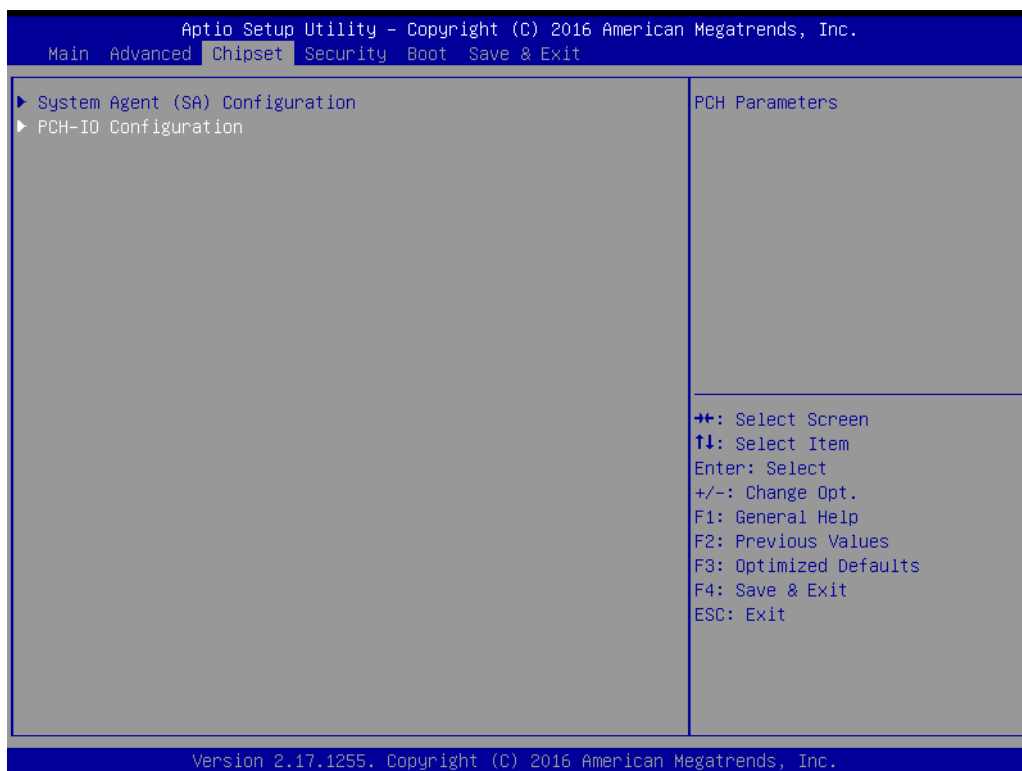 Aptio Setup Utility – Copyright (C) 2016 American Megatrends, Inc.
Main Advanced Chipset Security Boot Save & Exit
System Agent (SA) Configuration
PCH-IO Configuration
PCH Parameters
→←: Select Screen
↑↓: Select Item
Enter: Select
+/-: Change Opt.
F1: General Help
F2: Previous Values
F3: Optimized Defaults
F4: Save & Exit
ESC: Exit
Version 2.17.1255. Copyright (C) 2016 American Megatrends, Inc.